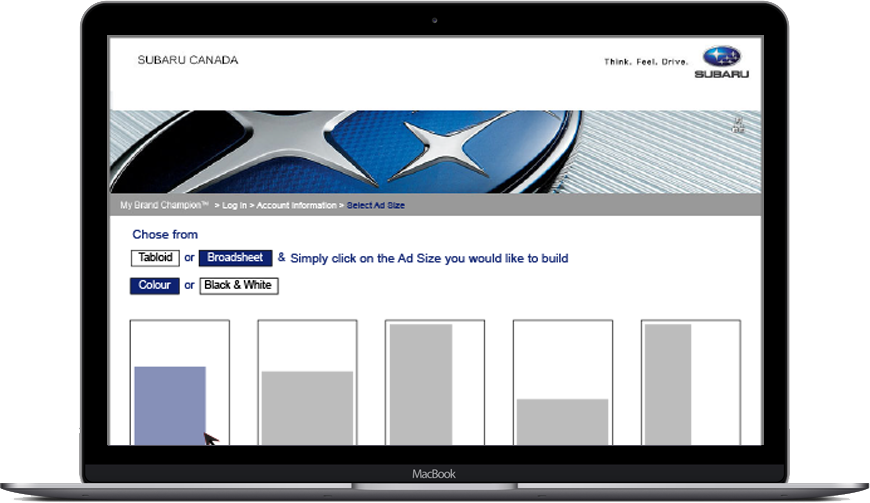 SUBARU CANADA
Think. Feel. Drive.
SUBARU
My Brand Champion™ > Log In > Account Information > Select Ad Size
Chose from
Tabloid or Broadsheet & Simply click on the Ad Size you would like to build
Colour or Black & White
MacBook